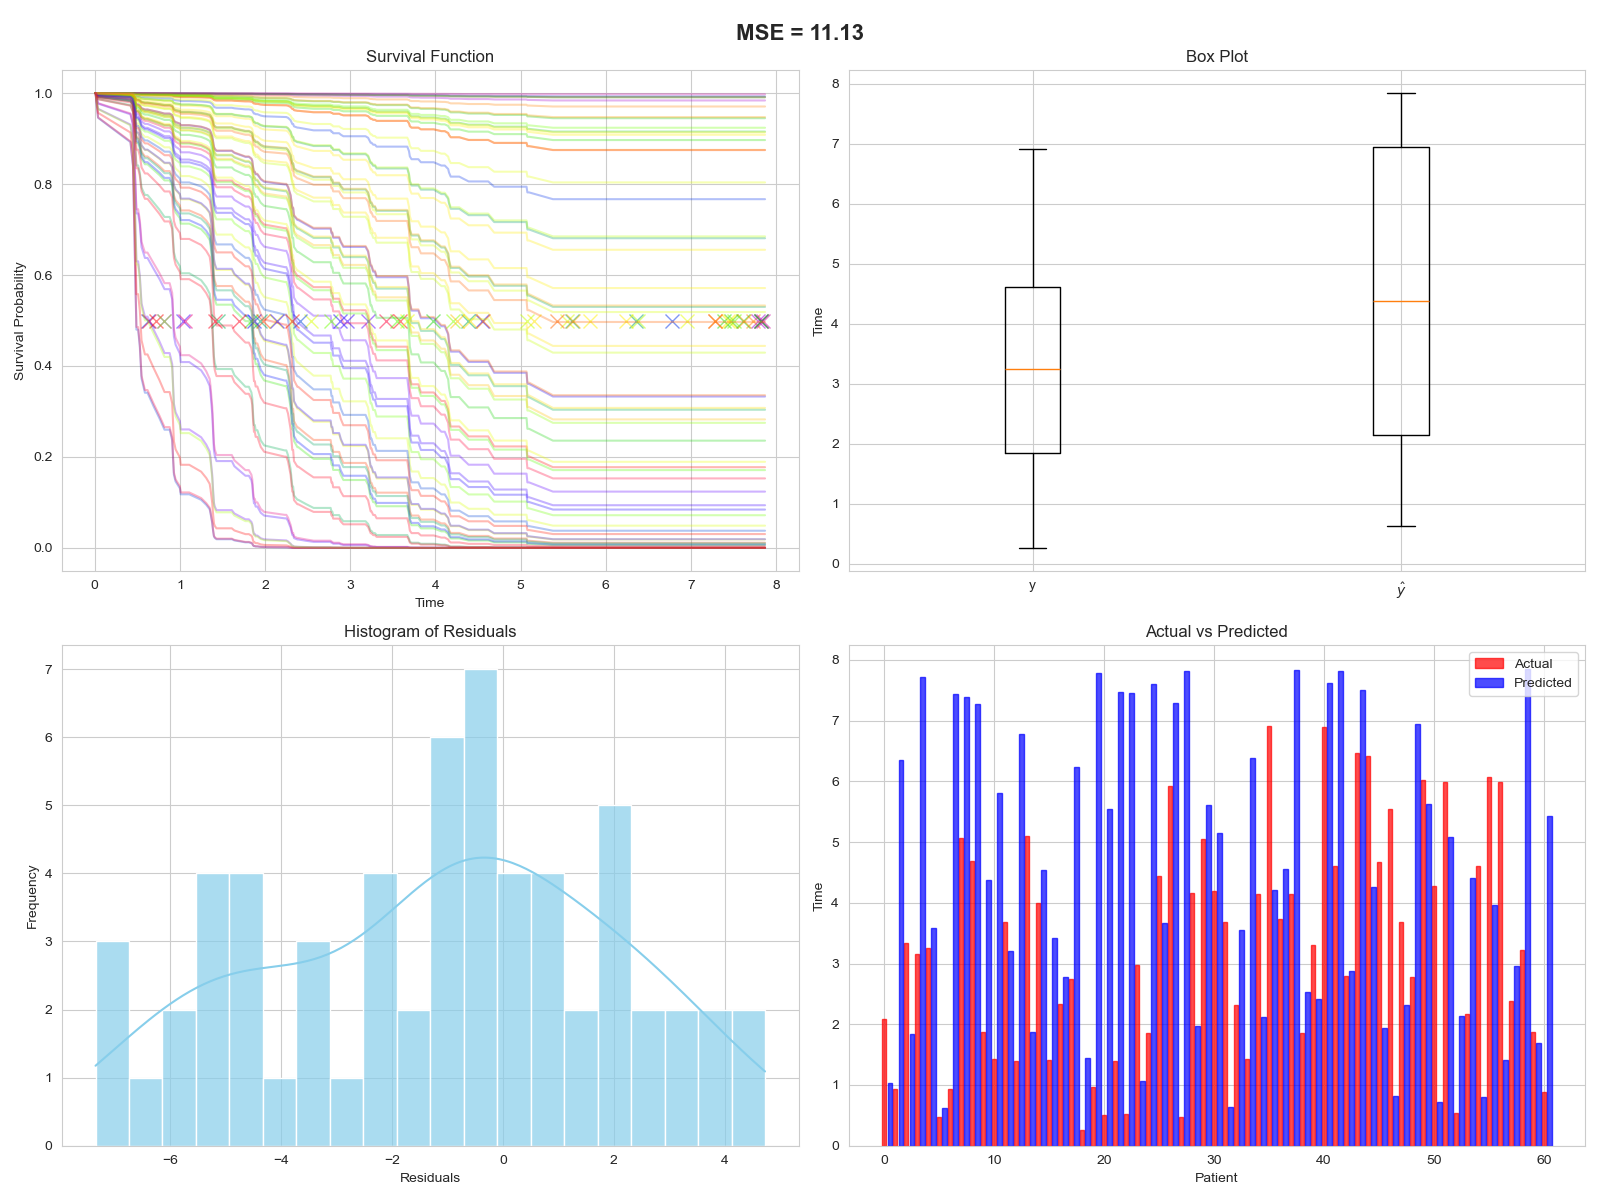 MSE = 11.13
Survival Function
Survival Probability
1.0
0.8
0.6
0.4
0.2
0.0
0 1 2 3 4 5 6 7 8
Time
Box Plot
Time
8
7
6
5
4
3
2
1
0
y ŷ
Histogram of Residuals
Frequency
7
6
5
4
3
2
1
0
−6 −4 −2 0 2 4
Residuals
Actual vs Predicted
Time
8
7
6
5
4
3
2
1
0
Actual
Predicted
0 10 20 30 40 50 60
Patient